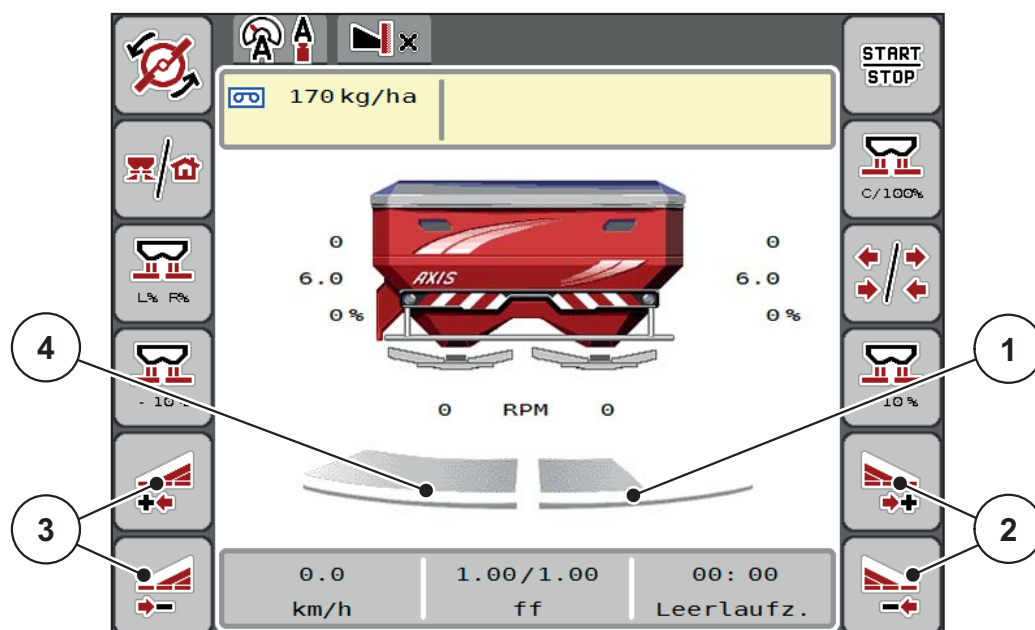 A A ×
START
STOP
170 kg/ha
C/100%
0 0
6.0 AXIS 6.0
L% R%
0% 0%
4 1
- 10 %
10 %
0 RPM 0
3 2
0.0 1.00/1.00 00: 00
km/h ff Leerlaufz.